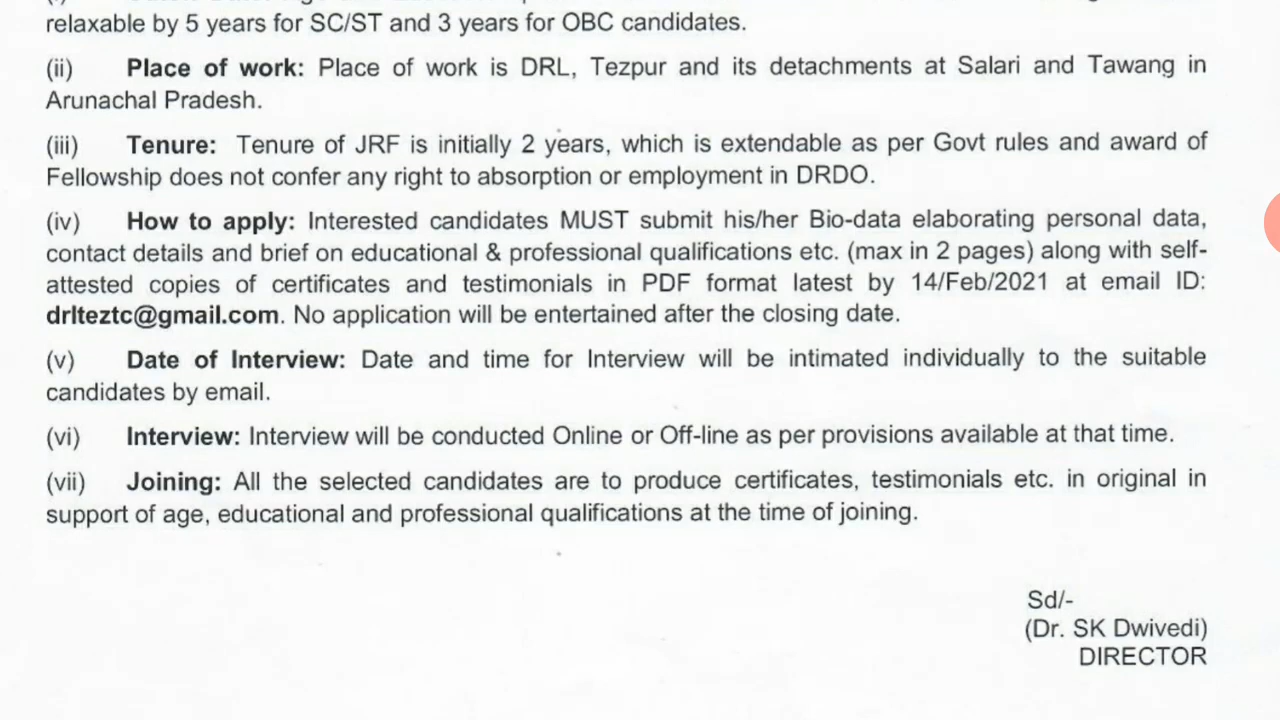 relaxable by 5 years for SC/ST and 3 years for OBC candidates.
(ii) Place of work: Place of work is DRL, Tezpur and its detachments at Salari and Tawang in
Arunachal Pradesh.
(iii) Tenure: Tenure of JRF is initially 2 years, which is extendable as per Govt rules and award of
Fellowship does not confer any right to absorption or employment in DRDO.
(iv) How to apply: Interested candidates MUST submit his/her Bio-data elaborating personal data,
contact details and brief on educational & professional qualifications etc. (max in 2 pages) along with self-
attested copies of certificates and testimonials in PDF format latest by 14/Feb/2021 at email ID:
drlteztc@gmail.com. No application will be entertained after the closing date.
(v) Date of Interview: Date and time for Interview will be intimated individually to the suitable
candidates by email.
(vi) Interview: Interview will be conducted Online or Off-line as per provisions available at that time.
(vii) Joining: All the selected candidates are to produce certificates, testimonials etc. in original in
support of age, educational and professional qualifications at the time of joining.
Sd/-
(Dr. SK Dwivedi)
DIRECTOR